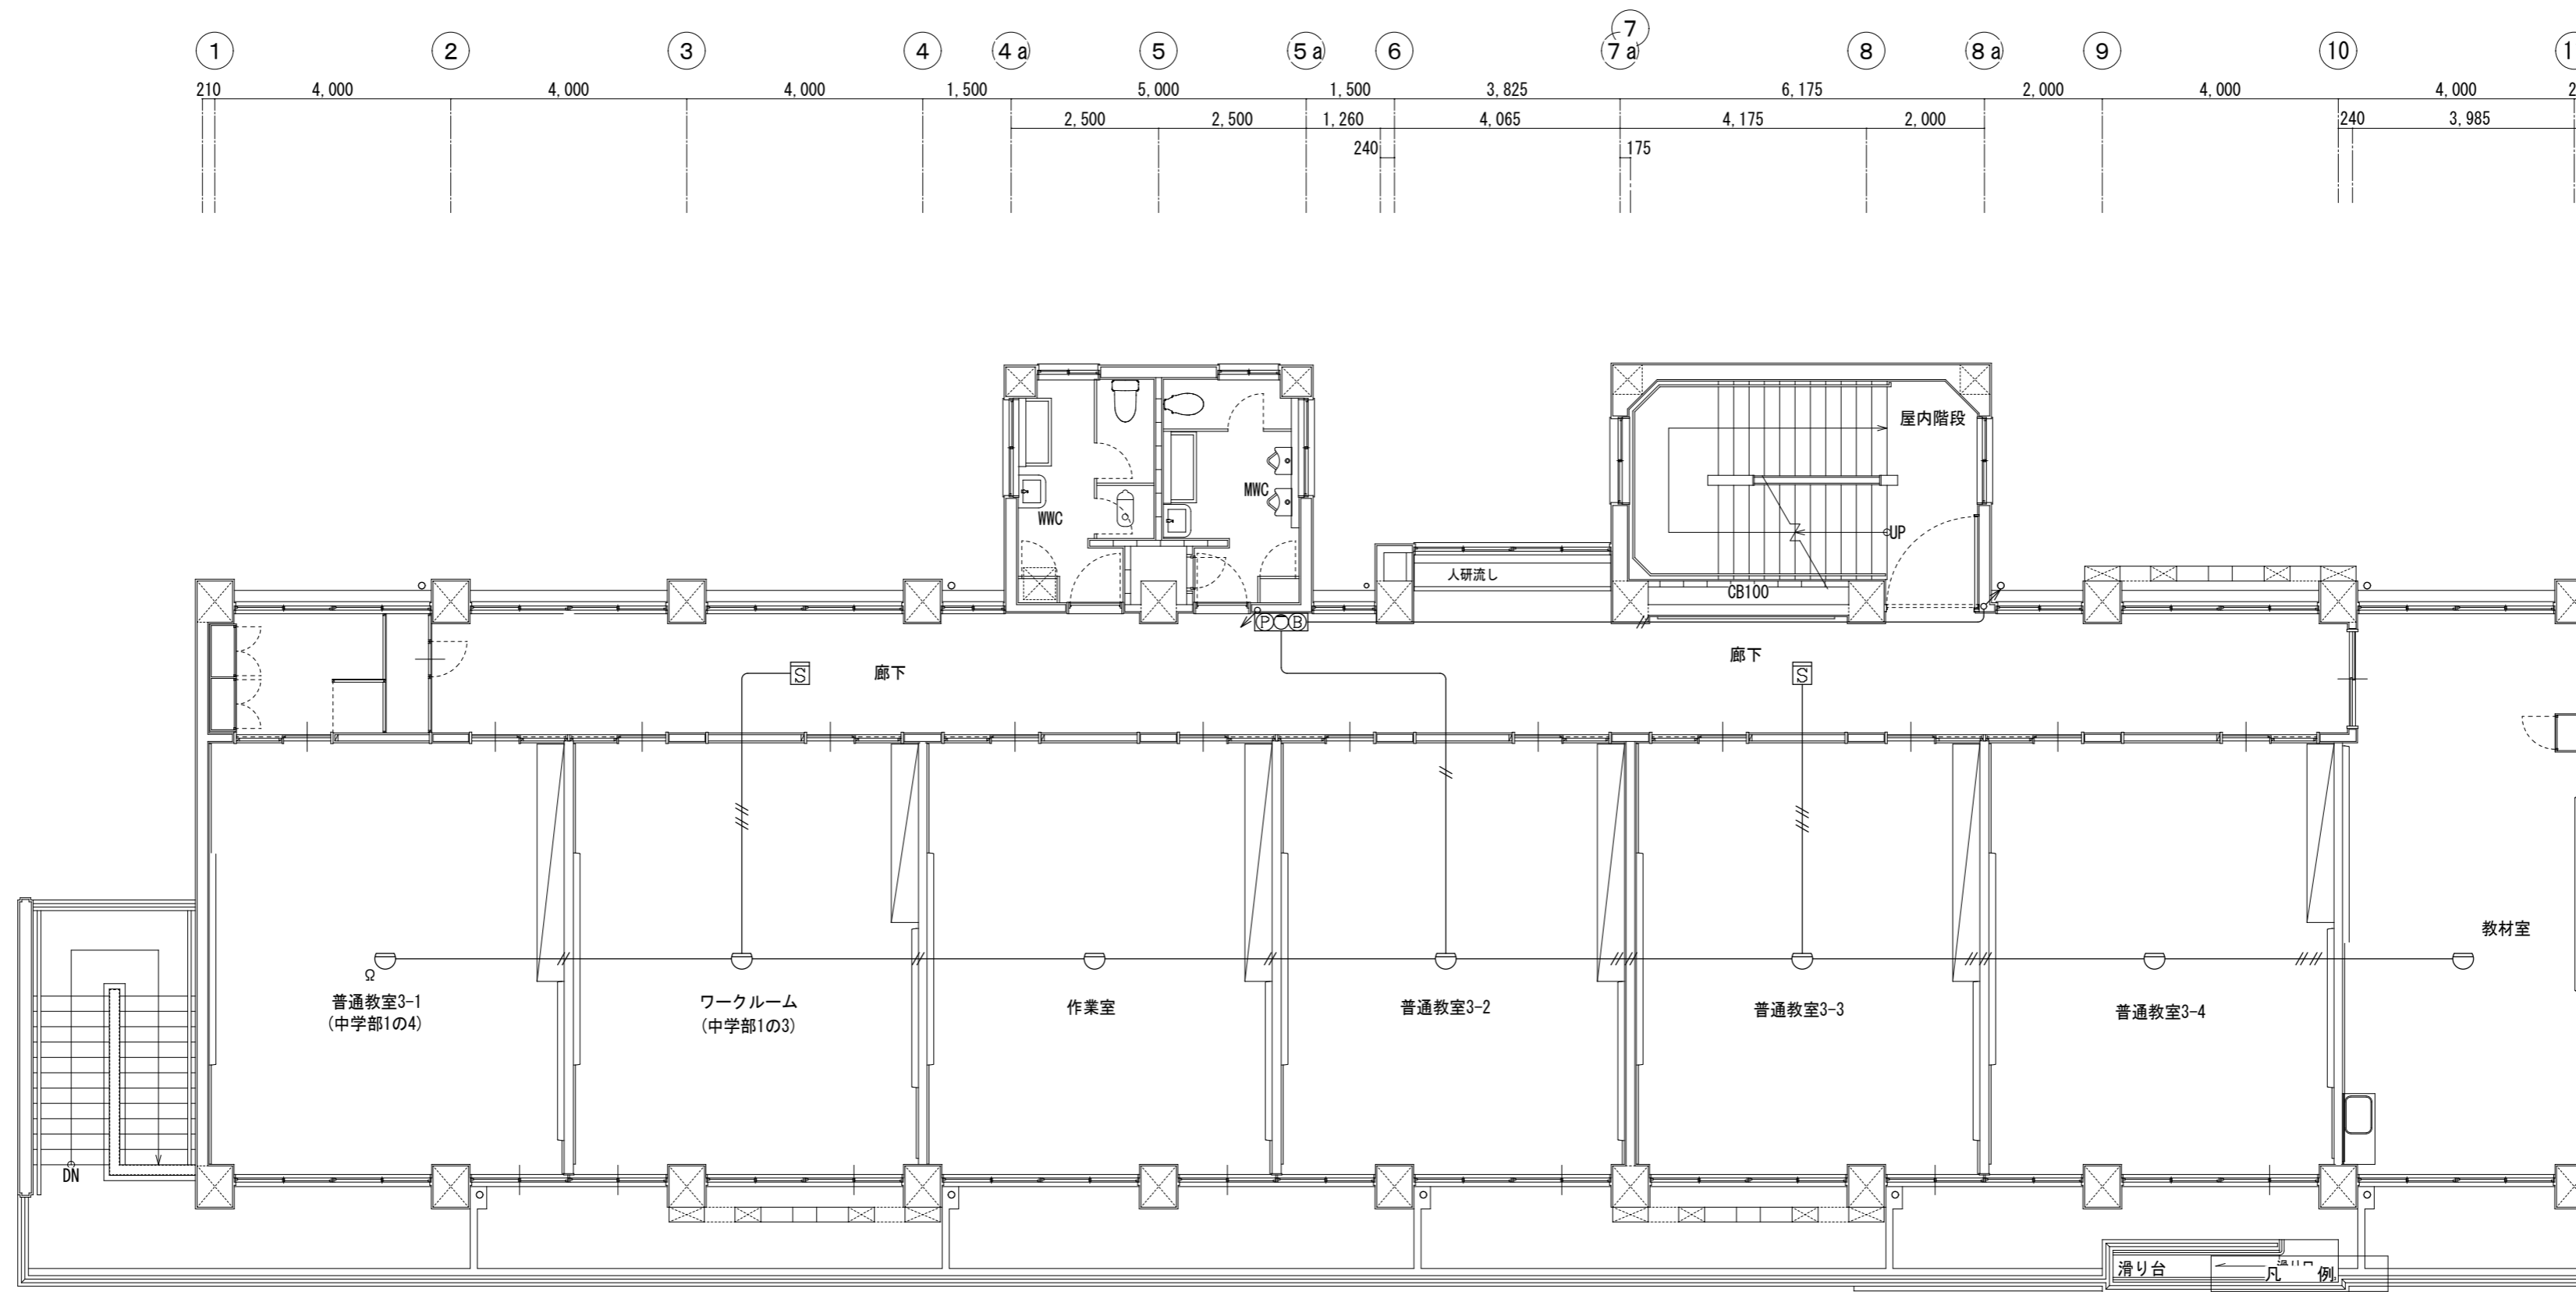 7
1 2 3 4 4a 5 5a 6 7a 8 8a 9 10
210 4,000 4,000 4,000 1,500 5,000 1,500 3,825 6,175 2,000 4,000 4,000
2,500 2,500 1,260 4,065 4,175 2,000 240 3,985
240 175
屋内階段
MWC
WWC
UP
人研流し
CB100
P B
廊下
廊下
S
S
教材室
Ω
普通教室3-1
(中学部1の4)
ワークルーム
(中学部1の3)
作業室
普通教室3-2
普通教室3-3
普通教室3-4
DN
滑り台
凡 例